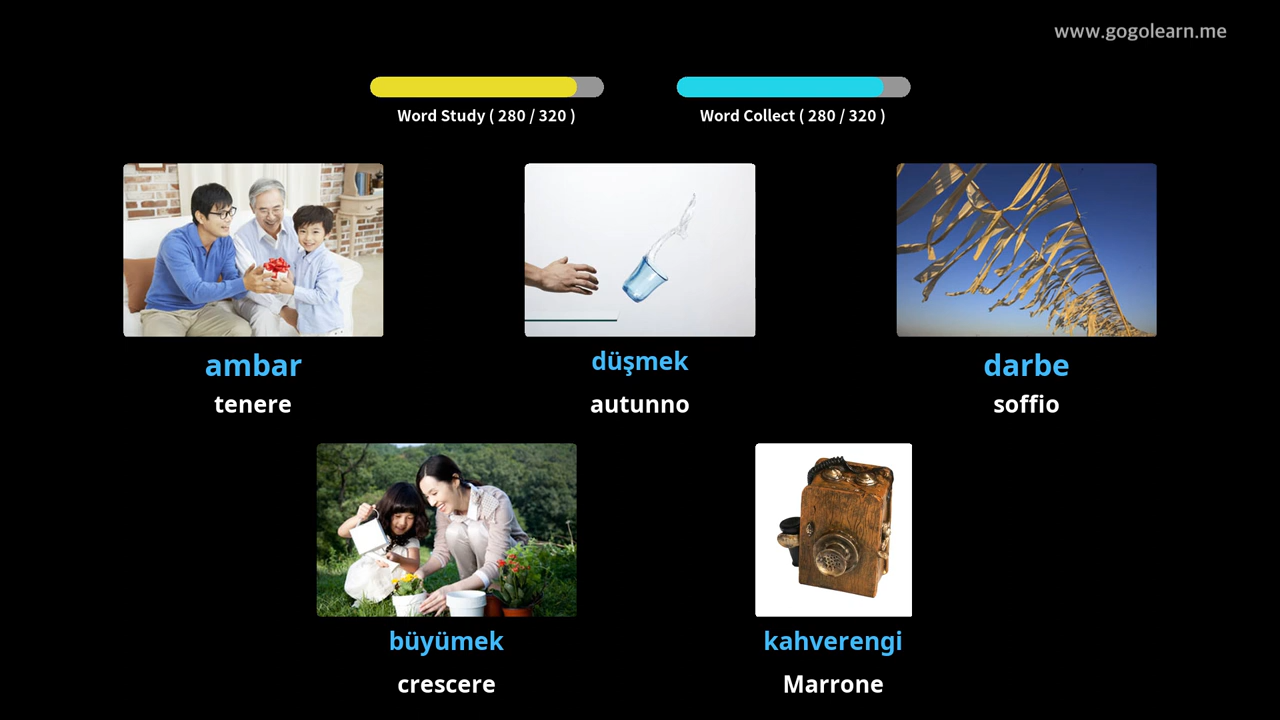 www.gogolearn.me
Word Study ( 280 / 320 )
Word Collect ( 280 / 320 )
ambar
tenere
düşmek
autunno
darbe
soffio
büyümek
crescere
kahverengi
Marrone